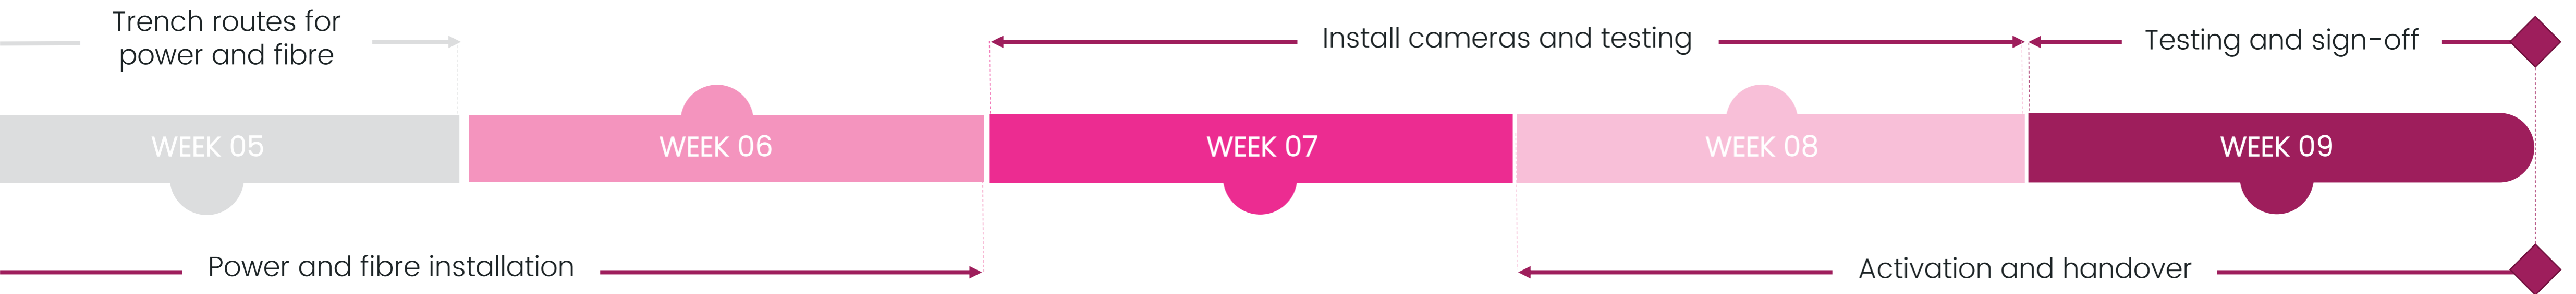 Trench routes for
power and fibre
Install cameras and testing
Testing and sign-off
WEEK 05
WEEK 06
WEEK 07
WEEK 08
WEEK 09
Power and fibre installation
Activation and handover